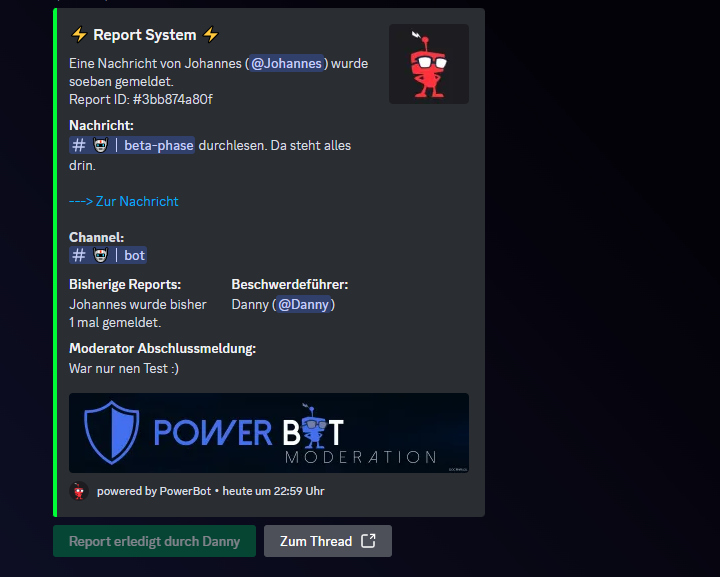 ⚡ Report System ⚡
Eine Nachricht von Johannes (@Johannes) wurde
soeben gemeldet.
Report ID: #3bb874a80f
Nachricht:
# | beta-phase durchlesen. Da steht alles
drin.
---> Zur Nachricht
Channel:
# | bot
Bisherige Reports:
Johannes wurde bisher
1 mal gemeldet.
Beschwerdeführer:
Danny (@Danny)
Moderator Abschlussmeldung:
War nur nen Test :)
POWER BOT
MODERATION
powered by PowerBot • heute um 22:59 Uhr
Report erledigt durch Danny
Zum Thread